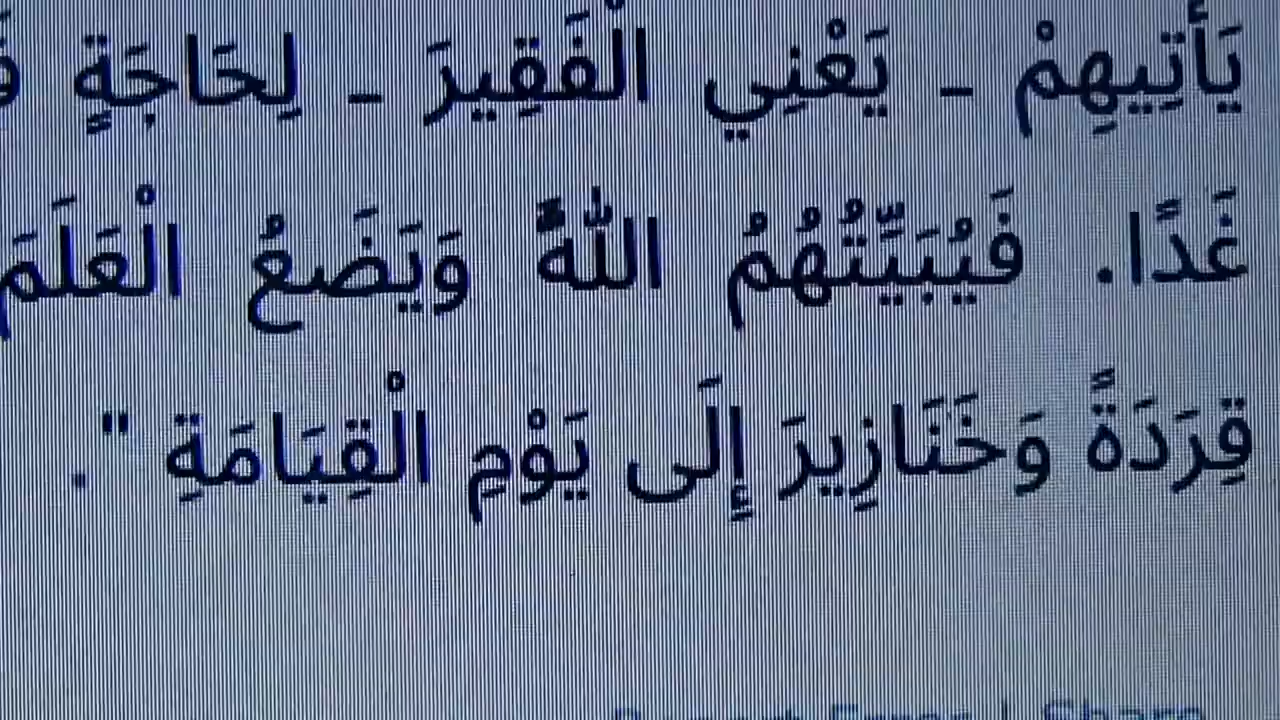 يَأْتِيهِمْ ـ يَعْنِي الْفَقِيرَ ـ لِحَاجَةٍ
غَدًا. فَيُبَيِّتُهُمُ اللَّهُ وَيَضَعُ الْعَلَمَ
قِرَدَةً وَخَنَازِيرَ إِلَى يَوْمِ الْقِيَامَةِ " .